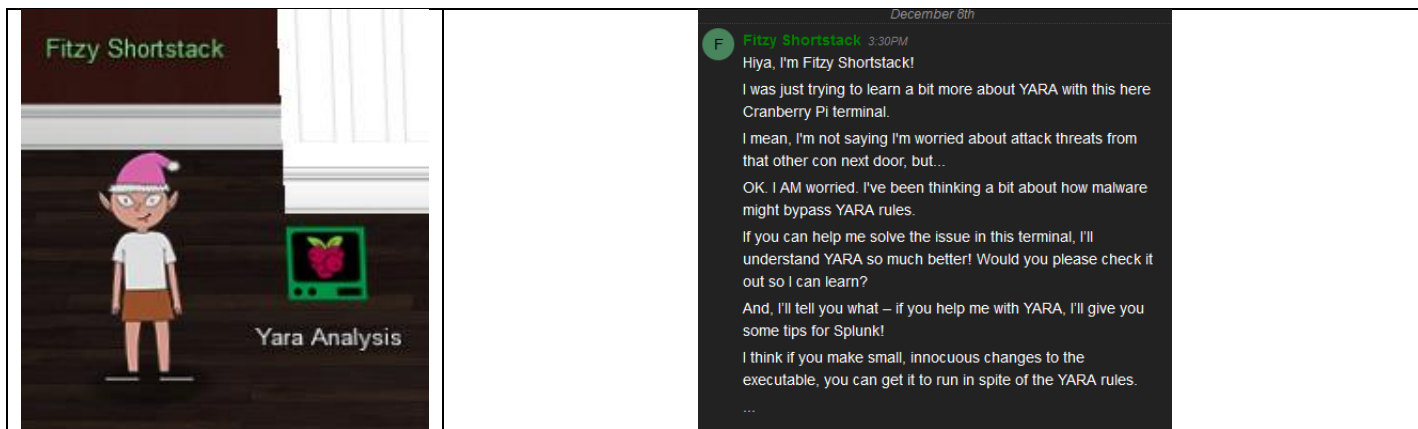 Fitzy Shortstack
Yara Analysis
December 8th
F
Fitzy Shortstack 3:30PM
Hiya, I'm Fitzy Shortstack!
I was just trying to learn a bit more about YARA with this here
Cranberry Pi terminal.
I mean, I'm not saying I'm worried about attack threats from
that other con next door, but...
OK. I AM worried. I've been thinking a bit about how malware
might bypass YARA rules.
If you can help me solve the issue in this terminal, I'll
understand YARA so much better! Would you please check it
out so I can learn?
And, I'll tell you what – if you help me with YARA, I'll give you
some tips for Splunk!
I think if you make small, innocuous changes to the
executable, you can get it to run in spite of the YARA rules.
...